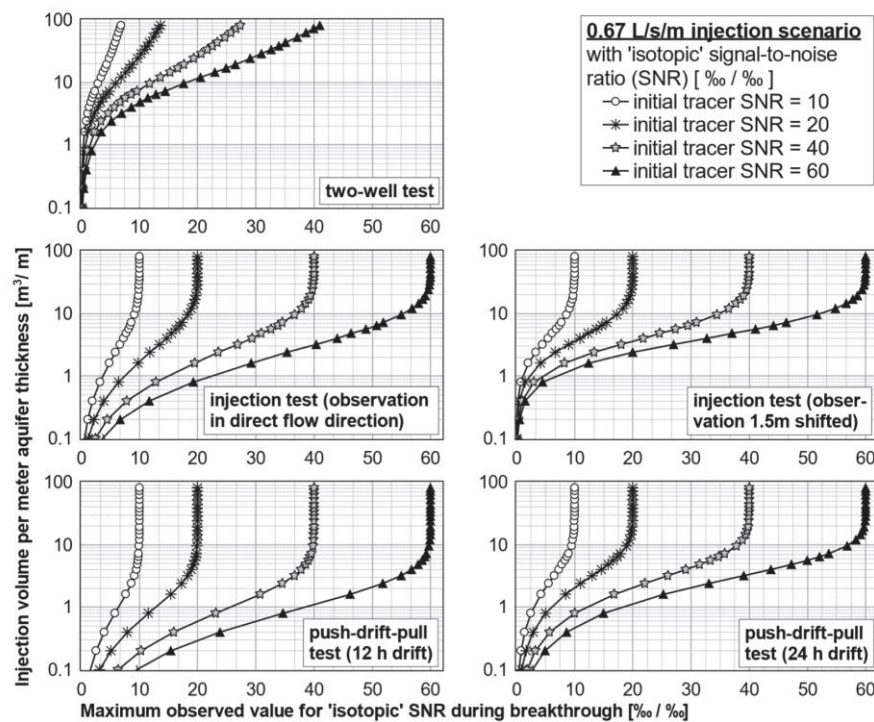 100
10
1
0.1
two-well test
0 10 20 30 40 50 60
0.67 L/s/m injection scenario
with 'isotopic' signal-to-noise
ratio (SNR) [ ‰ / ‰ ]
initial tracer SNR = 10
initial tracer SNR = 20
initial tracer SNR = 40
initial tracer SNR = 60
Injection volume per meter aquifer thickness [m³/ m]
100
10
1
0.1
injection test (observation
in direct flow direction)
0 10 20 30 40 50 60
100
10
1
0.1
injection test (obser-
vation 1.5m shifted)
0 10 20 30 40 50 60
100
10
1
0.1
push-drift-pull
test (12 h drift)
0 10 20 30 40 50 60
100
10
1
0.1
push-drift-pull
test (24 h drift)
0 10 20 30 40 50 60
Maximum observed value for 'isotopic' SNR during breakthrough [‰ / ‰]